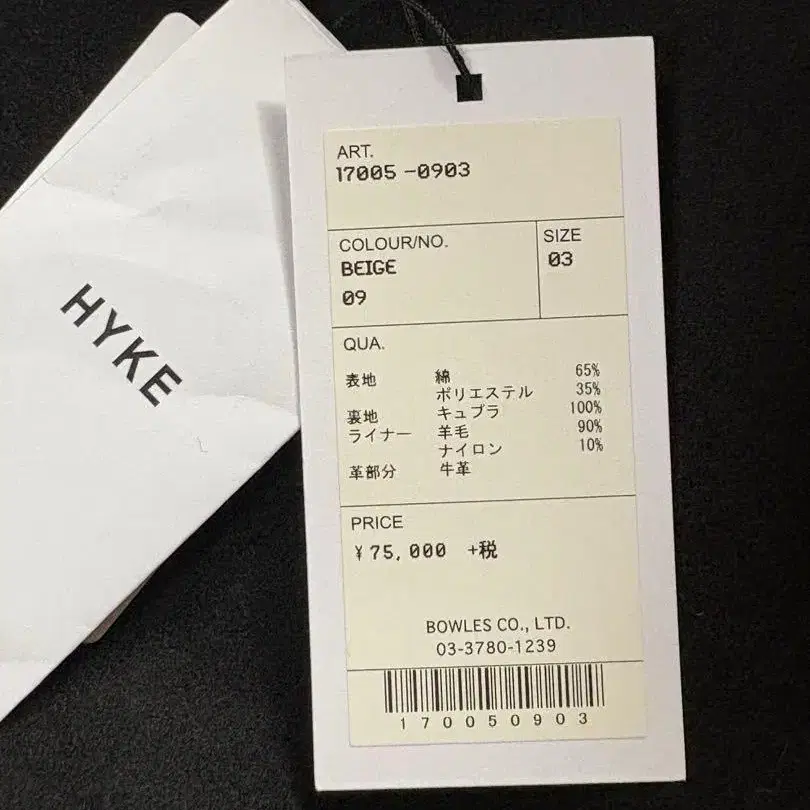 HYKE
ART.
17005-0903
COLOUR/NO.
BEIGE
09
SIZE
03
QUA.
表地 綿 65%
ポリエステル 35%
裏地 キュプラ 100%
ライナー 羊毛 90%
ナイロン 10%
革部分 牛革
PRICE
¥75,000 +税
BOWLES CO., LTD.
03-3780-1239
170050903